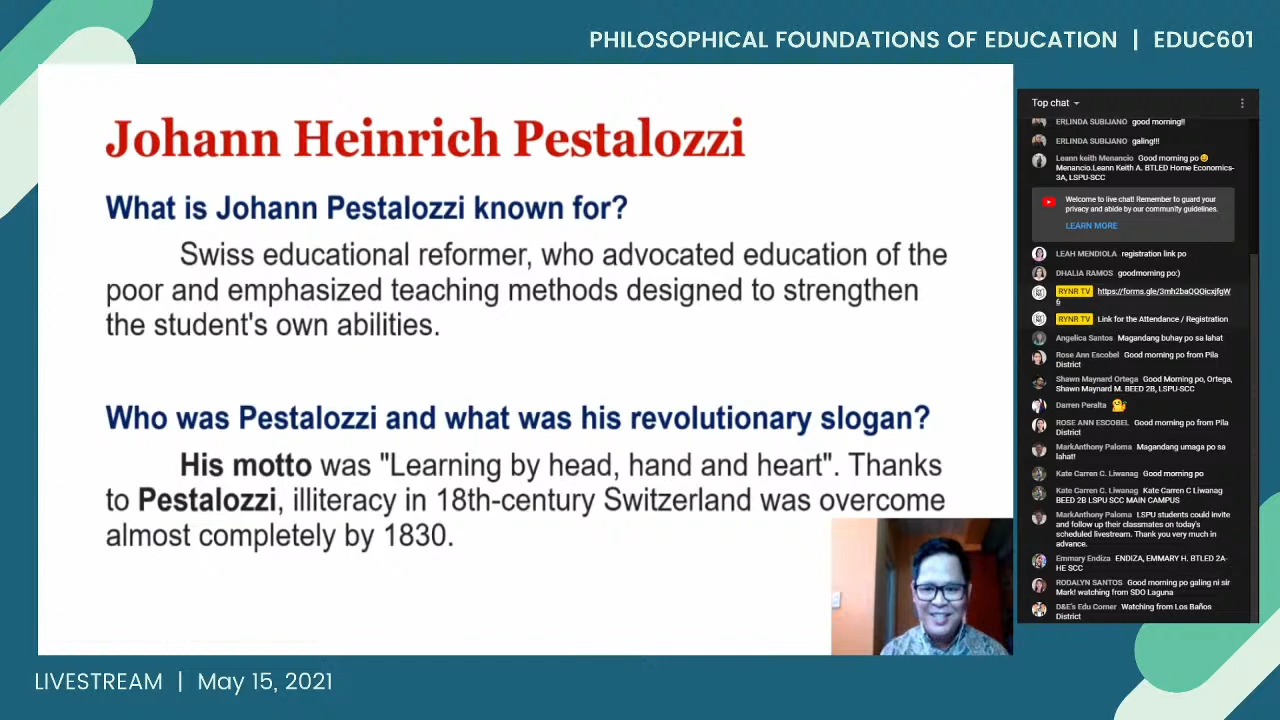 PHILOSOPHICAL FOUNDATIONS OF EDUCATION | EDUC601
Johann Heinrich Pestalozzi
What is Johann Pestalozzi known for?
Swiss educational reformer, who advocated education of the
poor and emphasized teaching methods designed to strengthen
the student's own abilities.
Who was Pestalozzi and what was his revolutionary slogan?
His motto was "Learning by head, hand and heart". Thanks
to Pestalozzi, illiteracy in 18th-century Switzerland was overcome
almost completely by 1830.
Top chat
ERLINDA SUBIJANO good morning!!
ERLINDA SUBIJANO galing!!!
Leann keith Menancio Good morning po
Menancio.Leann Keith A. BTLED Home Economics-
3A, LSPU-SCC
Welcome to live chat! Remember to guard your
privacy and abide by our community guidelines.
LEARN MORE
LEAH MENDIOLA registration link po
DHALIA RAMOS goodmorning po:)
RYNR TV
RYNR TV Link for the Attendance / Registration
Angelica Santos Magandang buhay po sa lahat
Rose Ann Escobel Good morning po from Pila
District
Shawn Maynard Ortega Good Morning po, Ortega,
Shawn Maynard M. BEED 2B, LSPU-SCC
Darren Peralta
ROSE ANN ESCOBEL Good morning po from Pila
District
MarkAnthony Paloma Magandang umaga po sa
lahat!
Kate Carren C. Liwanag Good morning po
Kate Carren C. Liwanag Kate Carren C Liwanag
BEED 2B LSPU SCC MAIN CAMPUS
MarkAnthony Paloma LSPU students could invite
and follow up their classmates on today's
scheduled livestream. Thank you very much in
advance.
Emmary Endiza ENDIZA, EMMARY H. BTLED 2A-
HE SCC
RODALYN SANTOS Good morning po galing ni sir
Mark! watching from SDO Laguna
D&E's Edu Corner Watching from Los Baños
District
LIVESTREAM | May 15, 2021